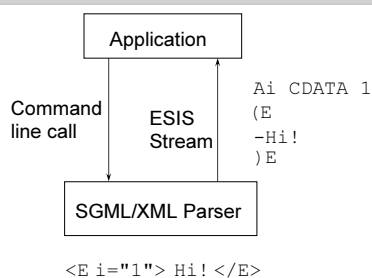 Application
Command
line call
ESIS
Stream
Ai CDATA 1
(E
-Hi!
)E
SGML/XML Parser
<E i="1"> Hi! </E>